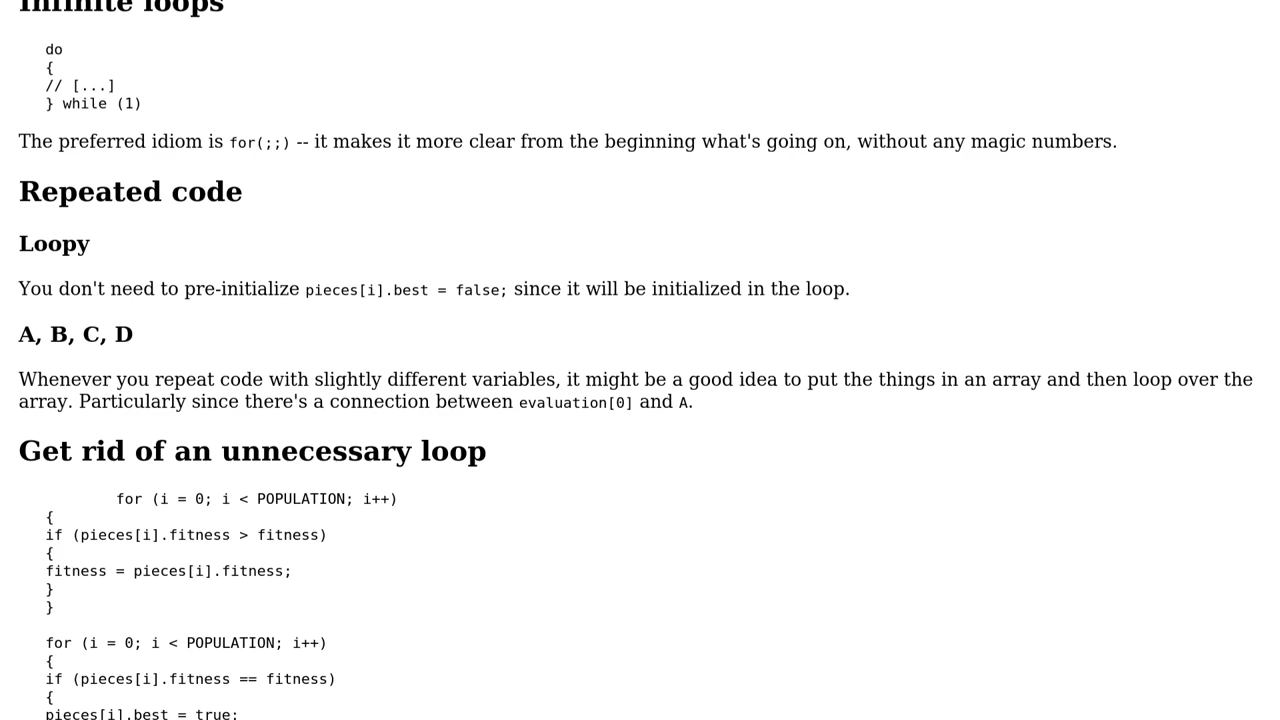 Infinite loops
do
{
// [...]
} while (1)
The preferred idiom is for(;;) -- it makes it more clear from the beginning what's going on, without any magic numbers.
Repeated code
Loopy
You don't need to pre-initialize pieces[i].best = false; since it will be initialized in the loop.
A, B, C, D
Whenever you repeat code with slightly different variables, it might be a good idea to put the things in an array and then loop over the
array. Particularly since there's a connection between evaluation[0] and A.
Get rid of an unnecessary loop
        for (i = 0; i < POPULATION; i++)
{
if (pieces[i].fitness > fitness)
{
fitness = pieces[i].fitness;
}
}
for (i = 0; i < POPULATION; i++)
{
if (pieces[i].fitness == fitness)
{
pieces[i].best = true;